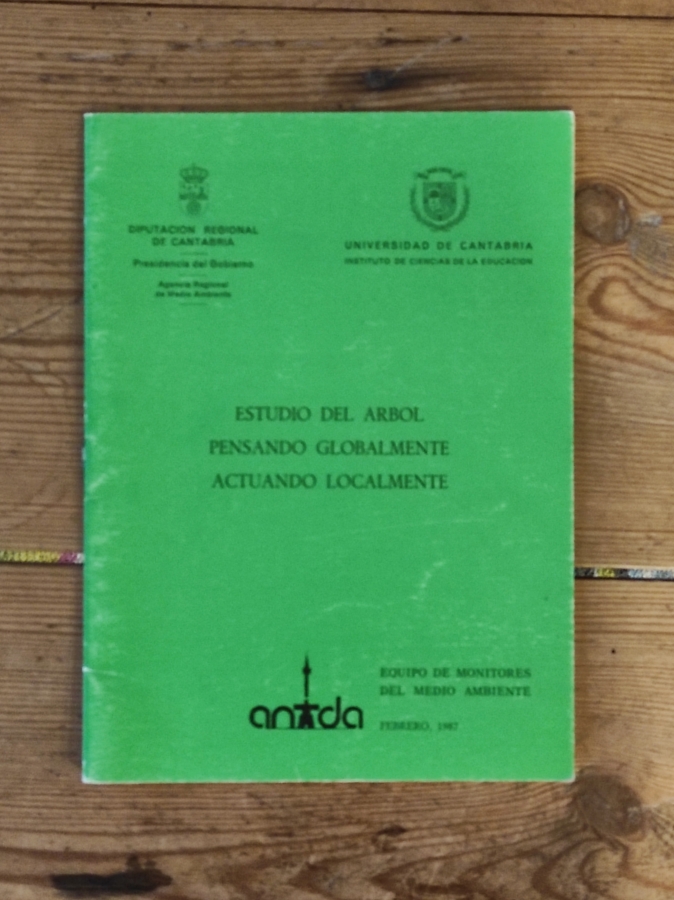 DIPUTACION REGIONAL
DE CANTABRIA
Presidencia del Gobierno
Agencia Regional
de Medio Ambiente
UNIVERSIDAD DE CANTABRIA
INSTITUTO DE CIENCIAS DE LA EDUCACION
ESTUDIO DEL ARBOL
PENSANDO GLOBALMENTE
ACTUANDO LOCALMENTE
anida
EQUIPO DE MONITORES
DEL MEDIO AMBIENTE
FEBRERO, 1987